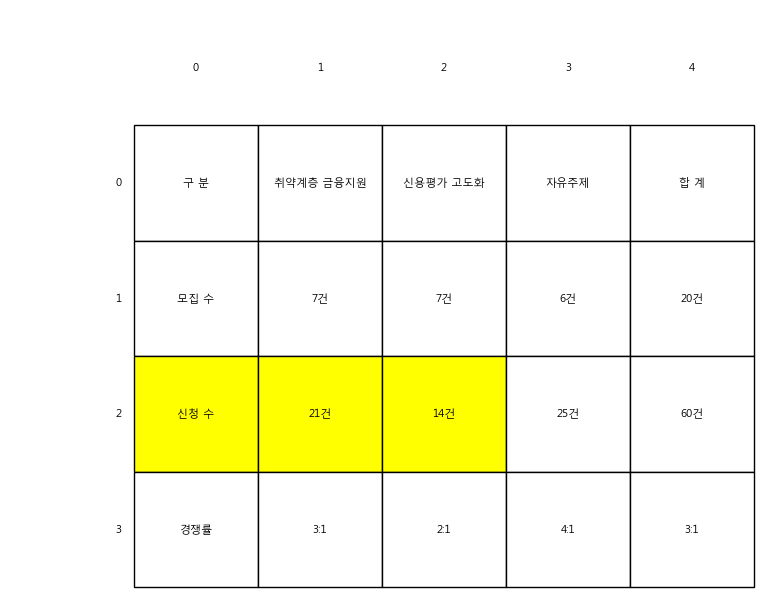 0 1 2 3 4
0 구 분 취약계층 금융지원 신용평가 고도화 자유주제 합 계
1 모집 수 7건 7건 6건 20건
2 신청 수 21건 14건 25건 60건
3 경쟁률 3:1 2:1 4:1 3:1